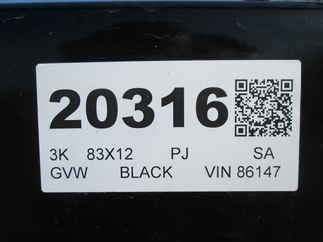 20316
3K 83X12 PJ SA
GVW BLACK VIN 86147